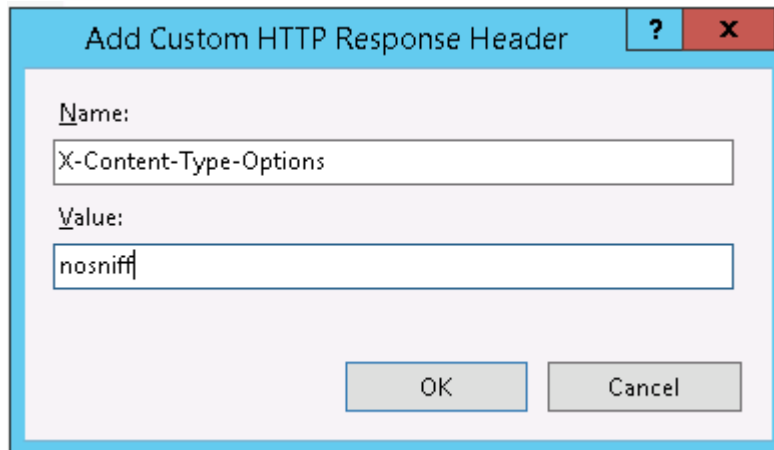 Add Custom HTTP Response Header
?
x
Name:
X-Content-Type-Options
Value:
nosniff
OK
Cancel